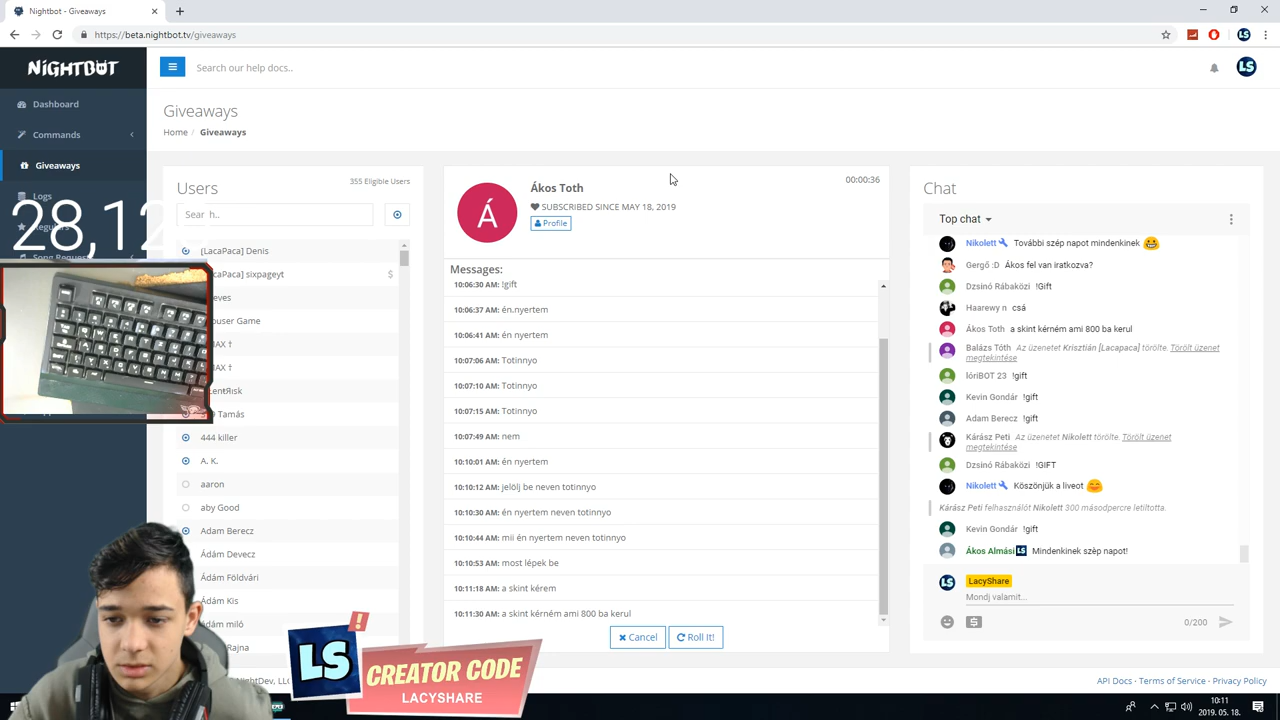 Nightbot - Giveaways
https://beta.nightbot.tv/giveaways
NIGHTBOT
Search our help docs..
LS
Dashboard
Commands
Giveaways
Logs
28,12
Giveaways
Home / Giveaways
Users
355 Eligible Users
[LacaPaca] Denis
[LacaPaca] sixpageyt
$
444 killer
A. K.
aaron
aby Good
Adam Berecz
Ádám Devecz
Ádám Földvári
Ádám Kis
Á
Ákos Toth
SUBSCRIBED SINCE MAY 18, 2019
Profile
00:00:36
Messages:
10:06:30 AM: !gift
10:06:37 AM: én.nyertem
10:06:41 AM: én nyertem
10:07:06 AM: Totinnyo
10:07:10 AM: Totinnyo
10:07:15 AM: Totinnyo
10:07:49 AM: nem
10:10:01 AM: én nyertem
10:10:12 AM: jelölj be neven totinnyo
10:10:30 AM: én nyertem neven totinnyo
10:10:44 AM: mii én nyertem neven totinnyo
10:10:53 AM: most lépek be
10:11:18 AM: a skint kérem
10:11:30 AM: a skint kérném ami 800 ba kerul
Cancel
Roll It!
Chat
Top chat
Nikolett További szép napot mindenkinek
Gergő :D Ákos fel van iratkozva?
Dzsinó Rábaközi !Gift
Haarewy n csá
Ákos Toth a skint kérném ami 800 ba kerul
Balázs Tóth Az üzenetet Krisztián [Lacapaca] törölte. Törölt üzenet
megtekintése
lóriBOT 23 !gift
Kevin Gondár !gift
Adam Berecz !gift
Kárász Peti Az üzenetet Nikolett törölte. Törölt üzenet
megtekintése
Dzsinó Rábaközi !GIFT
Nikolett Köszönjük a liveot
Kárász Peti felhasználót Nikolett 300 másodpercre letiltotta.
Kevin Gondár !gift
Ákos Almási LS Mindenkinek szèp napot!
LS LacyShare
Mondj valamit...
0/200
LS
!
CREATOR CODE
LACYSHARE
API Docs - Terms of Service - Privacy Policy
10:11
2019. 05. 18.